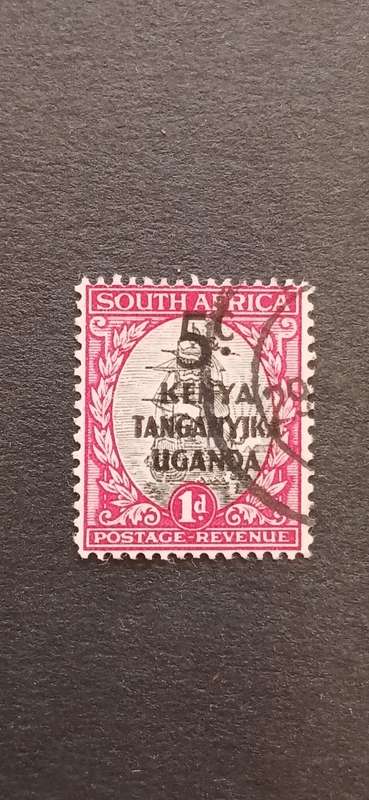 SOUTH AFRICA
5c.
KENYA
TANGANYIKA
UGANDA
1d
POSTAGE-REVENUE